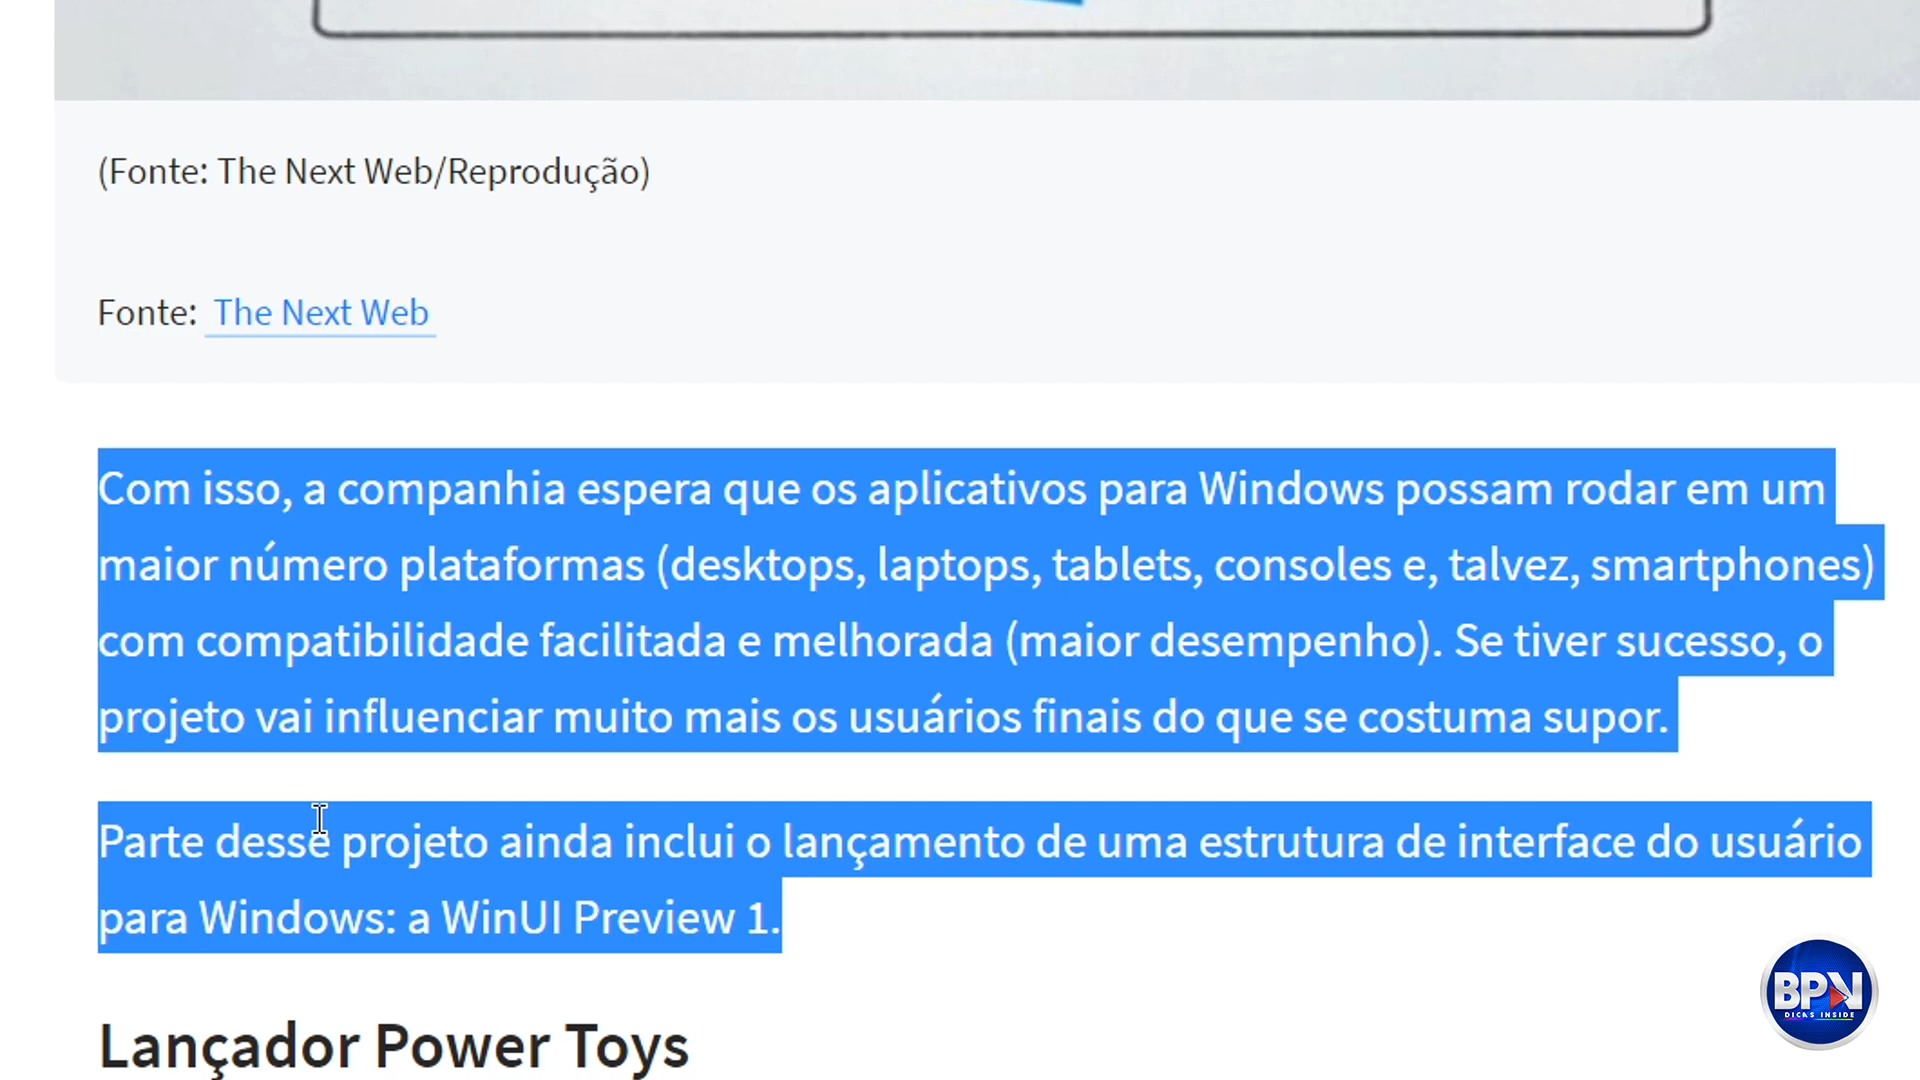 (Fonte: The Next Web/Reprodução)
Fonte: The Next Web
Com isso, a companhia espera que os aplicativos para Windows possam rodar em um
maior número plataformas (desktops, laptops, tablets, consoles e, talvez, smartphones)
com compatibilidade facilitada e melhorada (maior desempenho). Se tiver sucesso, o
projeto vai influenciar muito mais os usuários finais do que se costuma supor.
Parte desse projeto ainda inclui o lançamento de uma estrutura de interface do usuário
para Windows: a WinUI Preview 1.
BPN
DICAS INSIDE
Lançador Power Toys